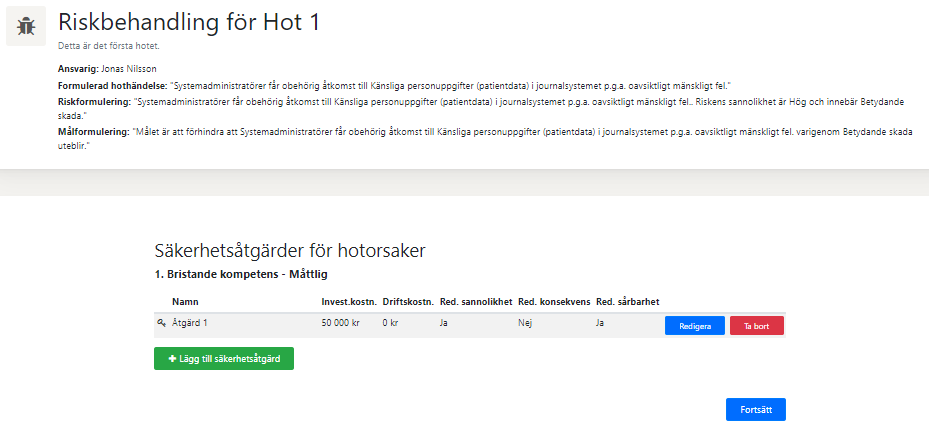 Riskbehandling för Hot 1
Detta är det första hotet.
Ansvarig: Jonas Nilsson
Formulerad hothändelse: "Systemadministratörer får obehörig åtkomst till Känsliga personuppgifter (patientdata) i journalsystemet p.g.a. oavsiktligt mänskligt fel."
Riskformulering: "Systemadministratörer får obehörig åtkomst till Känsliga personuppgifter (patientdata) i journalsystemet p.g.a. oavsiktligt mänskligt fel.. Riskens sannolikhet är Hög och innebär Betydande
skada."
Målformulering: "Målet är att förhindra att Systemadministratörer får obehörig åtkomst till Känsliga personuppgifter (patientdata) i journalsystemet p.g.a. oavsiktligt mänskligt fel. varigenom Betydande skada
uteblir."
Säkerhetsåtgärder för hotorsaker
1. Bristande kompetens - Måttlig
Namn Invest.kostn. Driftskostn. Red. sannolikhet Red. konsekvens Red. sårbarhet
Åtgärd 1 50 000 kr 0 kr Ja Nej Ja Redigera Ta bort
Lägg till säkerhetsåtgärd
Fortsätt